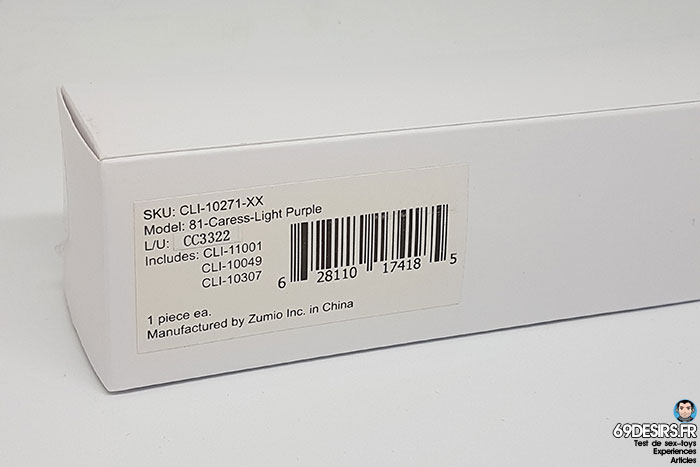 SKU: CLI-10271-XX
Model: 81-Caress-Light Purple
L/U: CC3322
Includes: CLI-11001
CLI-10049
CLI-10307
6 28110 17418 5
1 piece ea.
Manufactured by Zumio Inc. in China
69DESIRS.FR
Test de sex-toys
Experiences
Articles